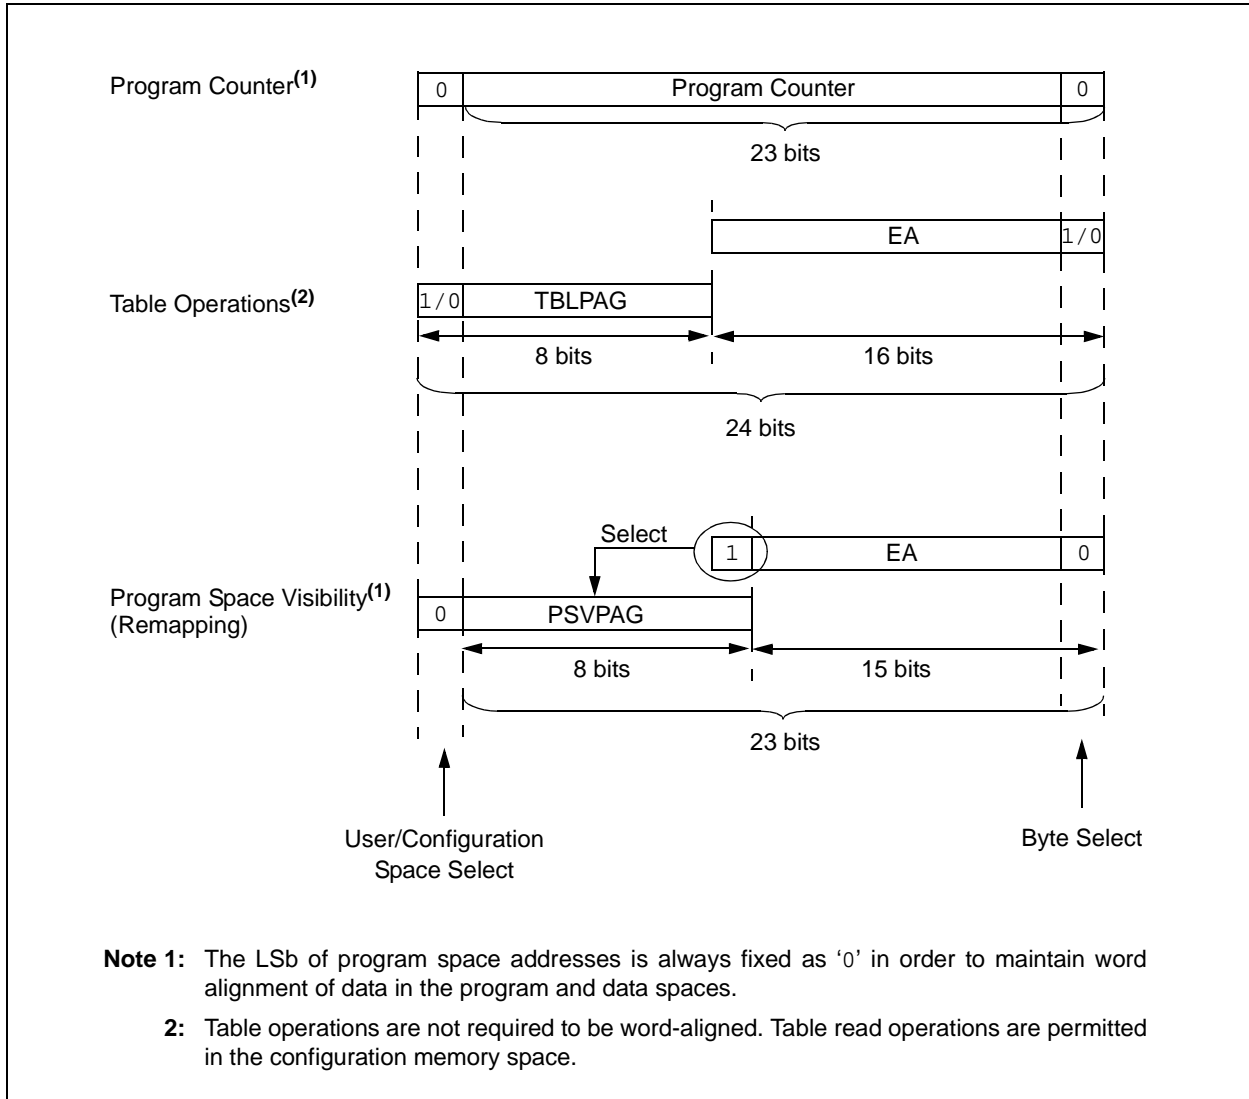 Program Counter(1)
0 Program Counter 0
23 bits
EA 1/0
Table Operations(2)
1/0 TBLPAG
8 bits 16 bits
24 bits
Select
1 EA 0
Program Space Visibility(1)
(Remapping)
0 PSVPAG
8 bits 15 bits
23 bits
User/Configuration
Space Select
Byte Select
Note 1: The LSb of program space addresses is always fixed as ‘0’ in order to maintain word
alignment of data in the program and data spaces.
2: Table operations are not required to be word-aligned. Table read operations are permitted
in the configuration memory space.